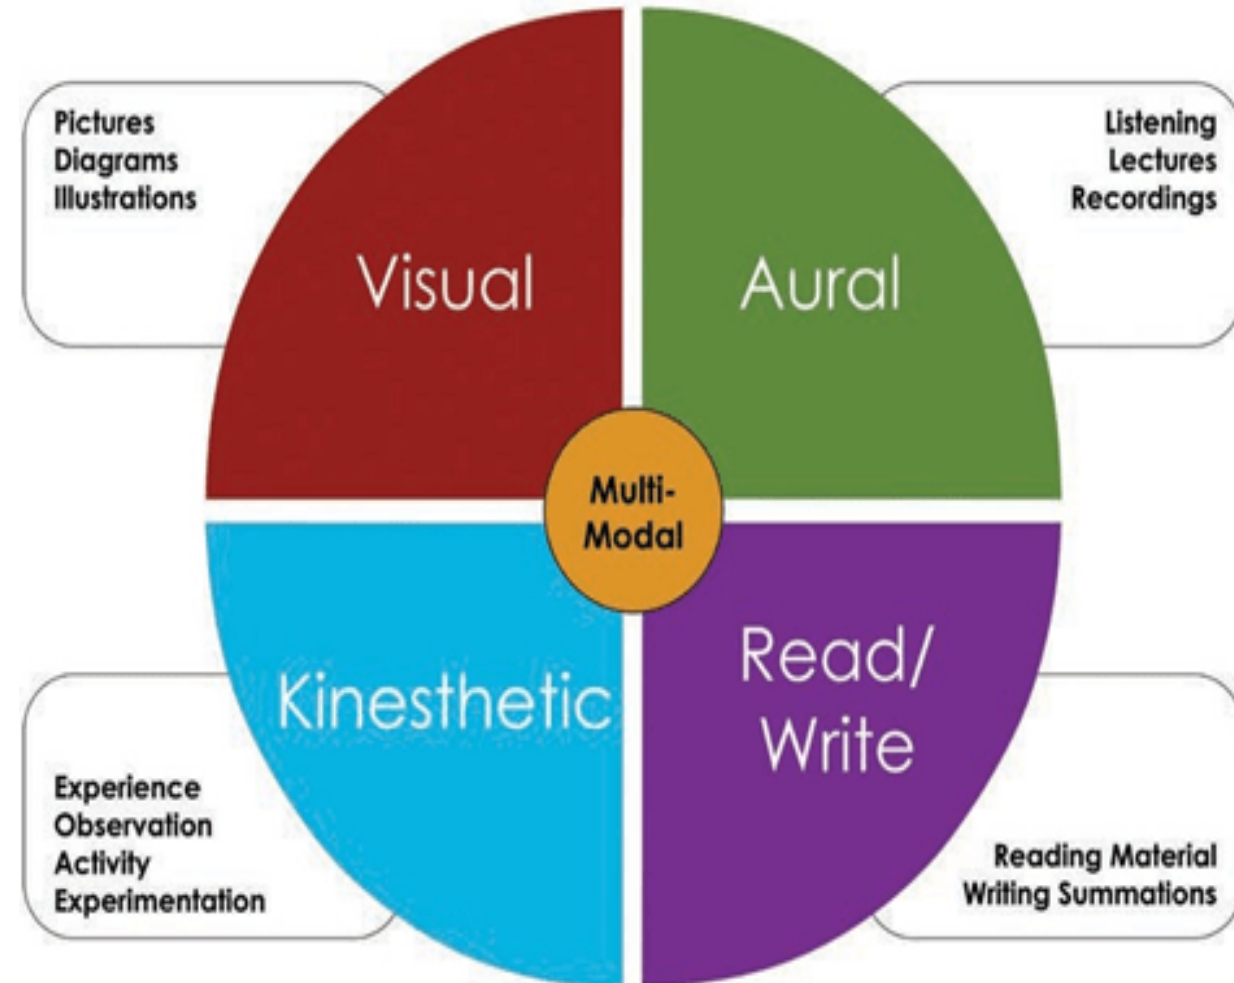 Pictures
Diagrams
Illustrations
Visual
Aural
Listening
Lectures
Recordings
Multi-
Modal
Kinesthetic
Experience
Observation
Activity
Experimentation
Read/
Write
Reading Material
Writing Summations